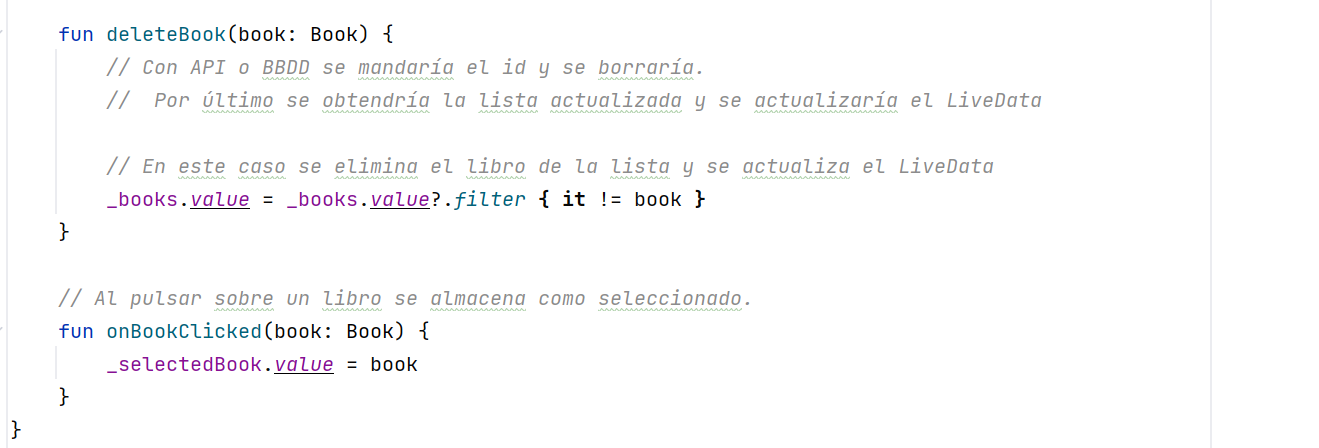 fun deleteBook(book: Book) {
// Con API o BBDD se mandaría el id y se borraría.
//  Por último se obtendría la lista actualizada y se actualizaría el LiveData
// En este caso se elimina el libro de la lista y se actualiza el LiveData
_books.value = _books.value?.filter { it != book }
}
// Al pulsar sobre un libro se almacena como seleccionado.
fun onBookClicked(book: Book) {
_selectedBook.value = book
}
}